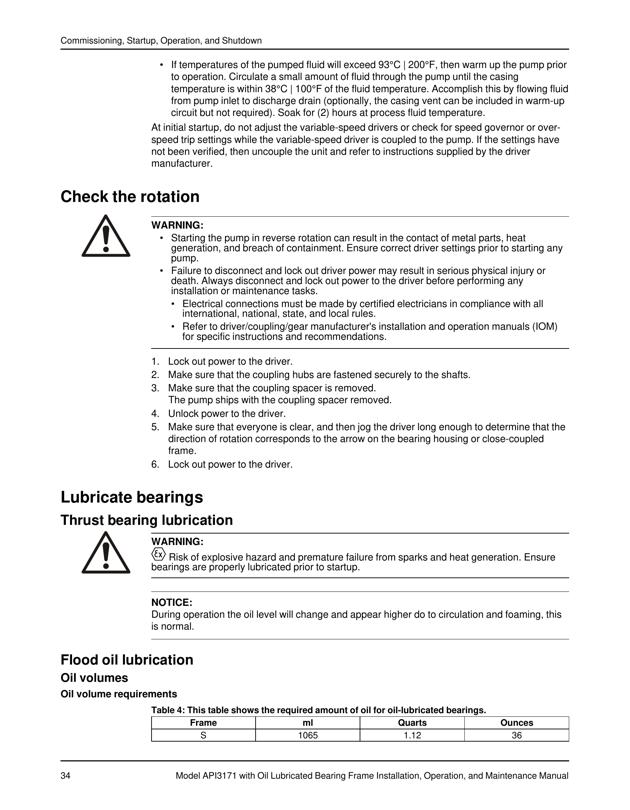 Commissioning, Startup, Operation, and Shutdown
• If temperatures of the pumped fluid will exceed 93°C | 200°F, then warm up the pump prior
to operation. Circulate a small amount of fluid through the pump until the casing
temperature is within 38°C | 100°F of the fluid temperature. Accomplish this by flowing fluid
from pump inlet to discharge drain (optionally, the casing vent can be included in warm-up
circuit but not required). Soak for (2) hours at process fluid temperature.
At initial startup, do not adjust the variable-speed drivers or check for speed governor or over-
speed trip settings while the variable-speed driver is coupled to the pump. If the settings have
not been verified, then uncouple the unit and refer to instructions supplied by the driver
manufacturer.
Check the rotation
WARNING:
• Starting the pump in reverse rotation can result in the contact of metal parts, heat
generation, and breach of containment. Ensure correct driver settings prior to starting any
pump.
• Failure to disconnect and lock out driver power may result in serious physical injury or
death. Always disconnect and lock out power to the driver before performing any
installation or maintenance tasks.
• Electrical connections must be made by certified electricians in compliance with all
international, national, state, and local rules.
• Refer to driver/coupling/gear manufacturer's installation and operation manuals (IOM)
for specific instructions and recommendations.
1. Lock out power to the driver.
2. Make sure that the coupling hubs are fastened securely to the shafts.
3. Make sure that the coupling spacer is removed.
The pump ships with the coupling spacer removed.
4. Unlock power to the driver.
5. Make sure that everyone is clear, and then jog the driver long enough to determine that the
direction of rotation corresponds to the arrow on the bearing housing or close-coupled
frame.
6. Lock out power to the driver.
Lubricate bearings
Thrust bearing lubrication
WARNING:
Ex Risk of explosive hazard and premature failure from sparks and heat generation. Ensure
bearings are properly lubricated prior to startup.
NOTICE:
During operation the oil level will change and appear higher do to circulation and foaming, this
is normal.
Flood oil lubrication
Oil volumes
Oil volume requirements
Table 4: This table shows the required amount of oil for oil-lubricated bearings.
Frame ml Quarts Ounces
S 1065 1.12 36
34 Model API3171 with Oil Lubricated Bearing Frame Installation, Operation, and Maintenance Manual